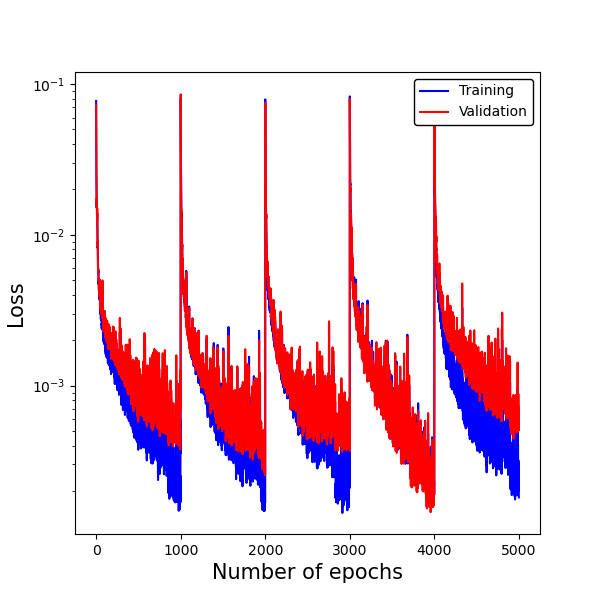 Training
Validation
10⁻¹
10⁻²
10⁻³
Loss
0 1000 2000 3000 4000 5000
Number of epochs